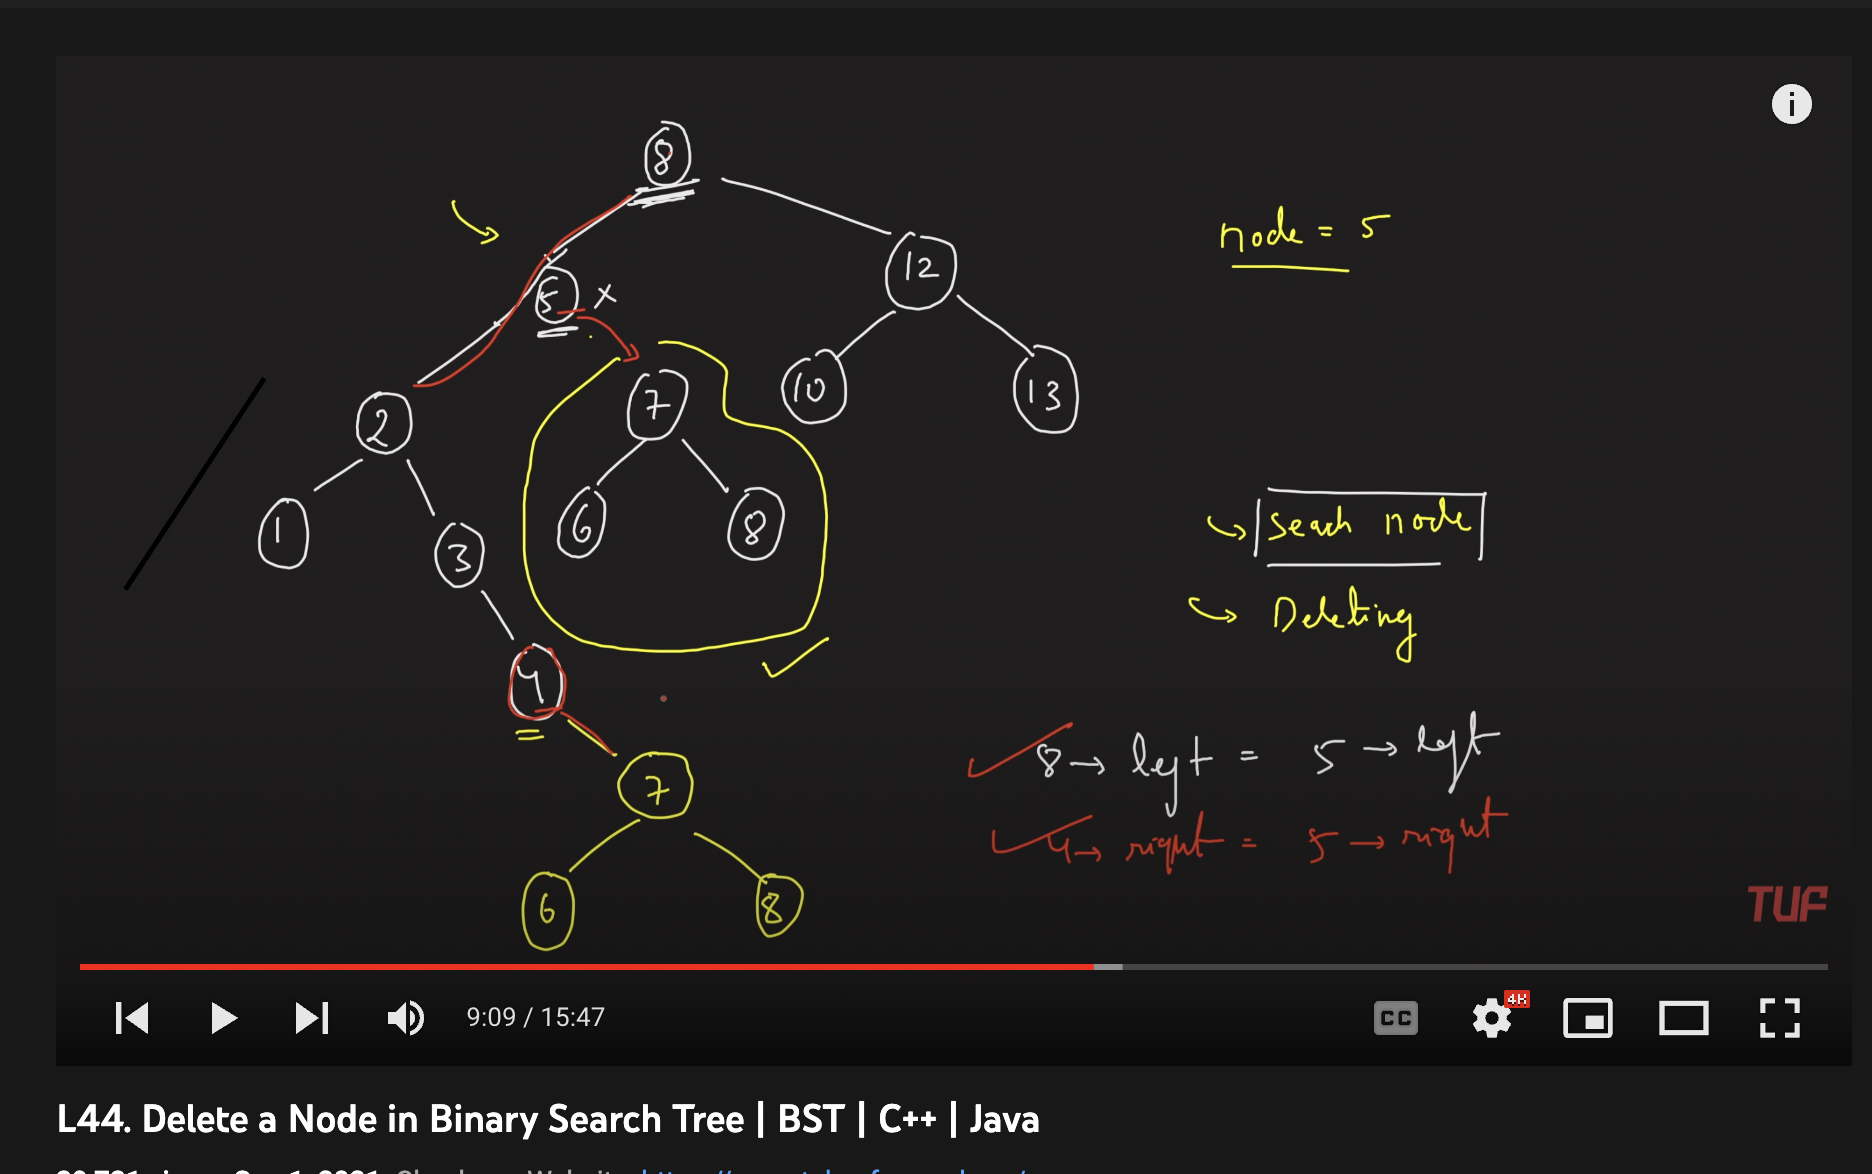 8
node = 5
5 x
12
7
10
13
2
1
3
6
8
seach node
Deleting
4
8→ left = 5 → left
4→ right = 5 → right
7
6
8
TUF
9:09 / 15:47
CC
4K
L44. Delete a Node in Binary Search Tree | BST | C++ | Java